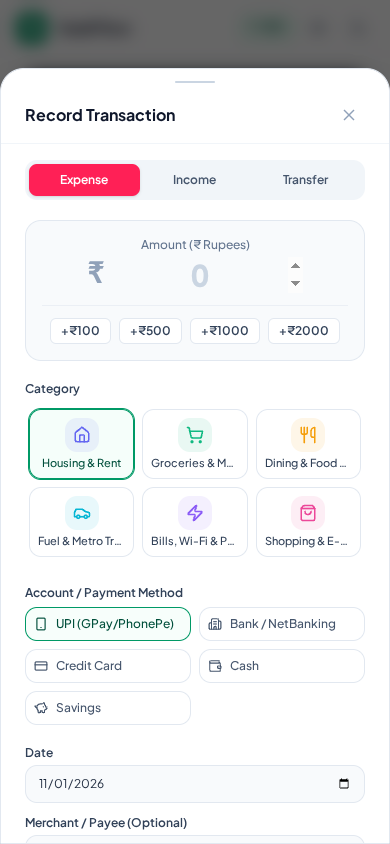 Record Transaction
Expense Income Transfer
Amount (₹ Rupees)
₹ 0
+₹100 +₹500 +₹1000 +₹2000
Category
Housing & Rent Groceries & M... Dining & Food ...
Fuel & Metro Tr... Bills, Wi-Fi & P... Shopping & E-...
Account / Payment Method
UPI (GPay/PhonePe) Bank / NetBanking
Credit Card Cash
Savings
Date
11/01/2026
Merchant / Payee (Optional)